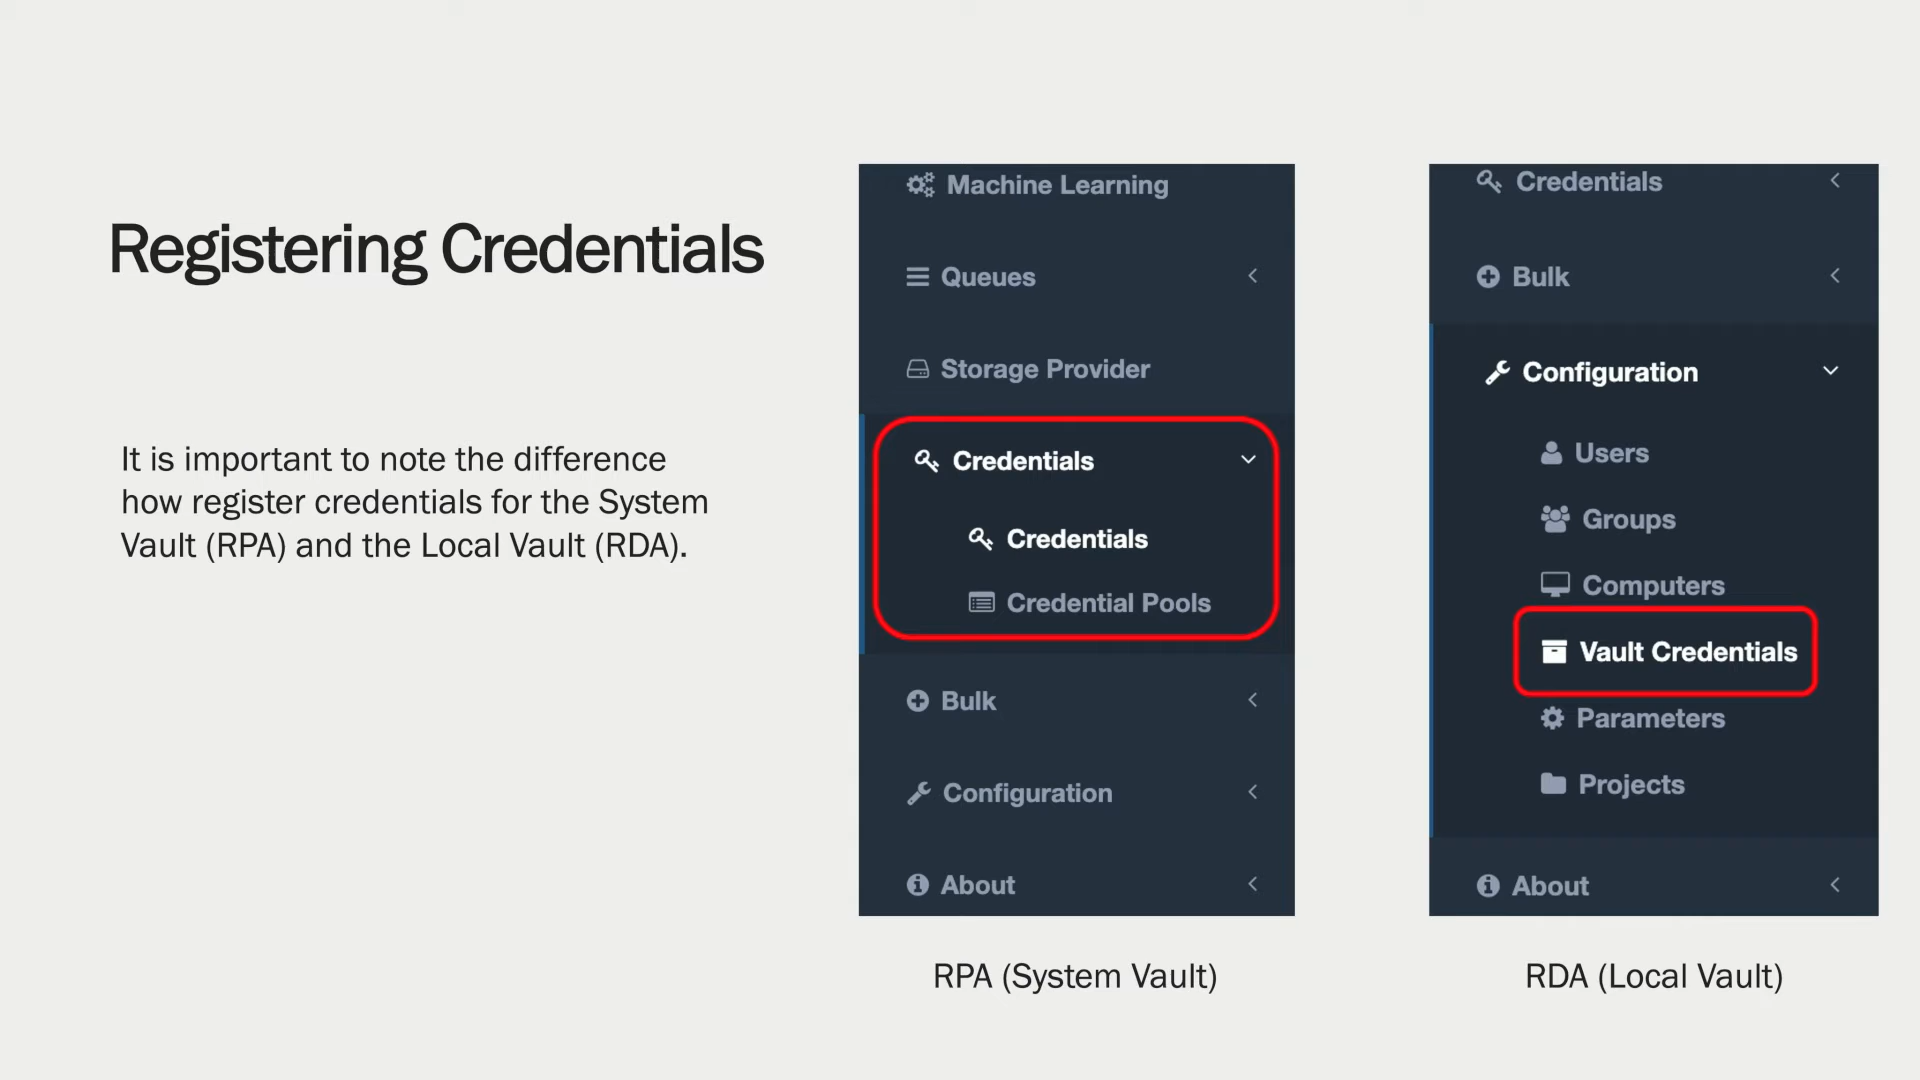 Registering Credentials
It is important to note the difference
how register credentials for the System
Vault (RPA) and the Local Vault (RDA).
Machine Learning
Queues
Storage Provider
Credentials
Credentials
Credential Pools
Bulk
Configuration
About
RPA (System Vault)
Credentials
Bulk
Configuration
Users
Groups
Computers
Vault Credentials
Parameters
Projects
About
RDA (Local Vault)